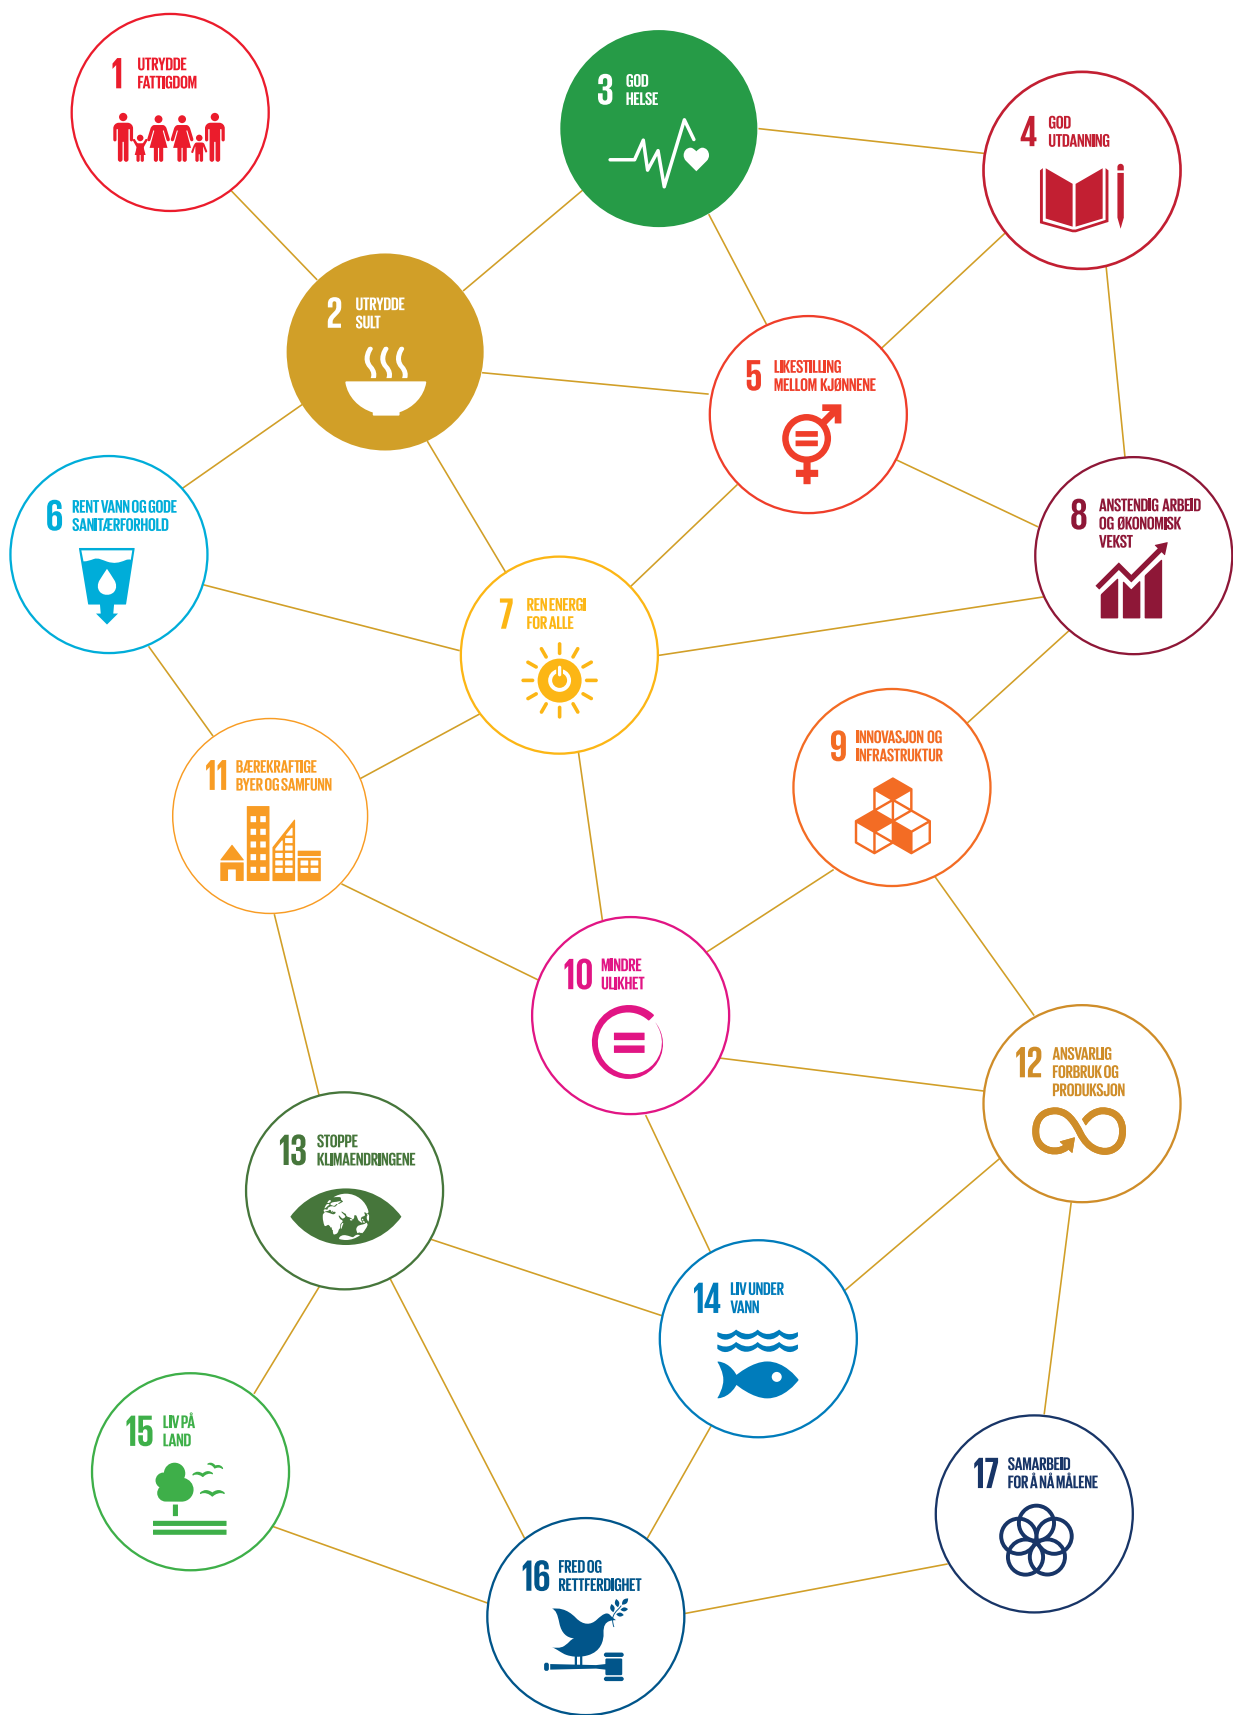 1 UTRYDDE
FATTIGDOM
3 GOD
HELSE
4 GOD
UTDANNING
2 UTRYDDE
SULT
5 LIKESTILLING
MELLOM KJØNNENE
6 RENT VANN OG GODE
SANITÆRFORHOLD
8 ANSTENDIG ARBEID
OG ØKONOMISK
VEKST
7 REN ENERGI
FOR ALLE
9 INNOVASJON OG
INFRASTRUKTUR
11 BÆREKRAFTIGE
BYER OG SAMFUNN
10 MINDRE
ULIKHET
12 ANSVARLIG
FORBRUK OG
PRODUKSJON
13 STOPPE
KLIMAENDRINGENE
14 LIV UNDER
VANN
15 LIV PÅ
LAND
17 SAMARBEID
FOR Å NÅ MÅLENE
16 FRED OG
RETTFERDIGHET